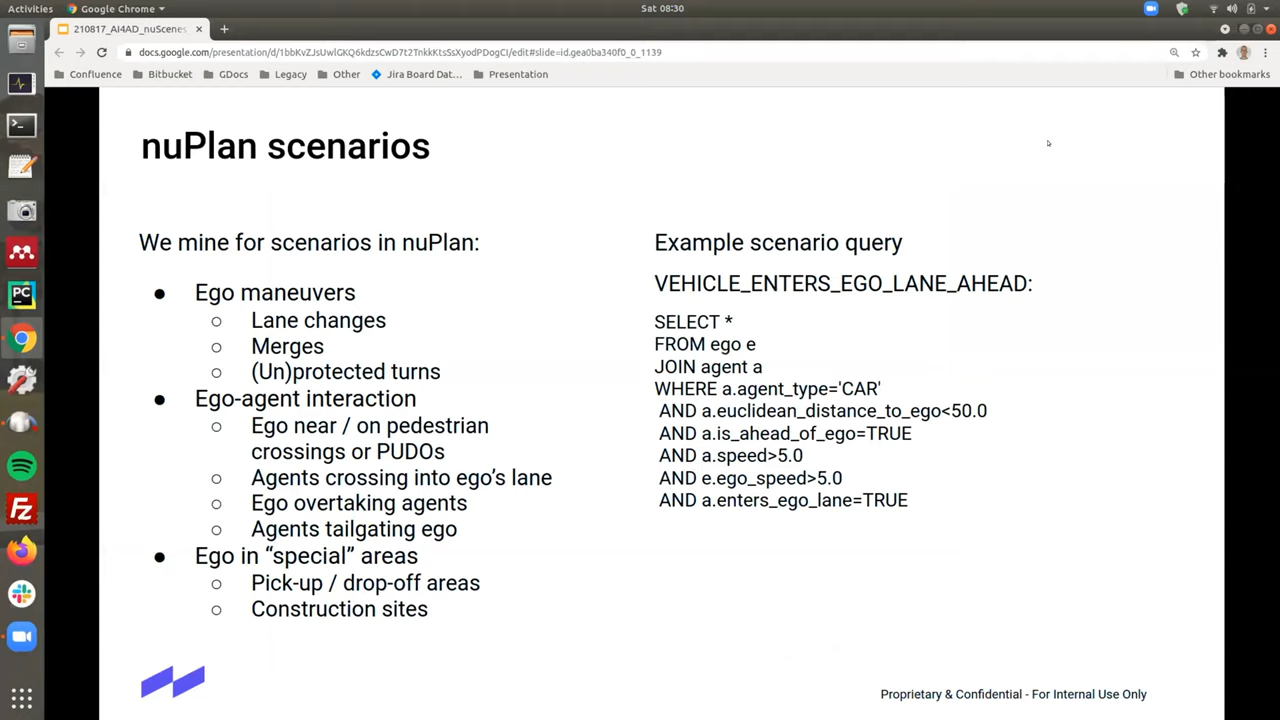 Activities
Google Chrome
Sat 08:30
210817_AI4AD_nuScenes
docs.google.com/presentation/d/1bbKvZJsUwlGKQ6kdzsCwD7t2TnkkKtsSsXyodPDogCI/edit#slide=id.gea0ba340f0_0_1139
Confluence
Bitbucket
GDocs
Legacy
Other
Jira Board Dat...
Presentation
Other bookmarks
nuPlan scenarios
We mine for scenarios in nuPlan:
● Ego maneuvers
○ Lane changes
○ Merges
○ (Un)protected turns
● Ego-agent interaction
○ Ego near / on pedestrian
crossings or PUDOs
○ Agents crossing into ego's lane
○ Ego overtaking agents
○ Agents tailgating ego
● Ego in “special” areas
○ Pick-up / drop-off areas
○ Construction sites
Example scenario query
VEHICLE_ENTERS_EGO_LANE_AHEAD:
SELECT *
FROM ego e
JOIN agent a
WHERE a.agent_type='CAR'
AND a.euclidean_distance_to_ego<50.0
AND a.is_ahead_of_ego=TRUE
AND a.speed>5.0
AND e.ego_speed>5.0
AND a.enters_ego_lane=TRUE
Proprietary & Confidential - For Internal Use Only